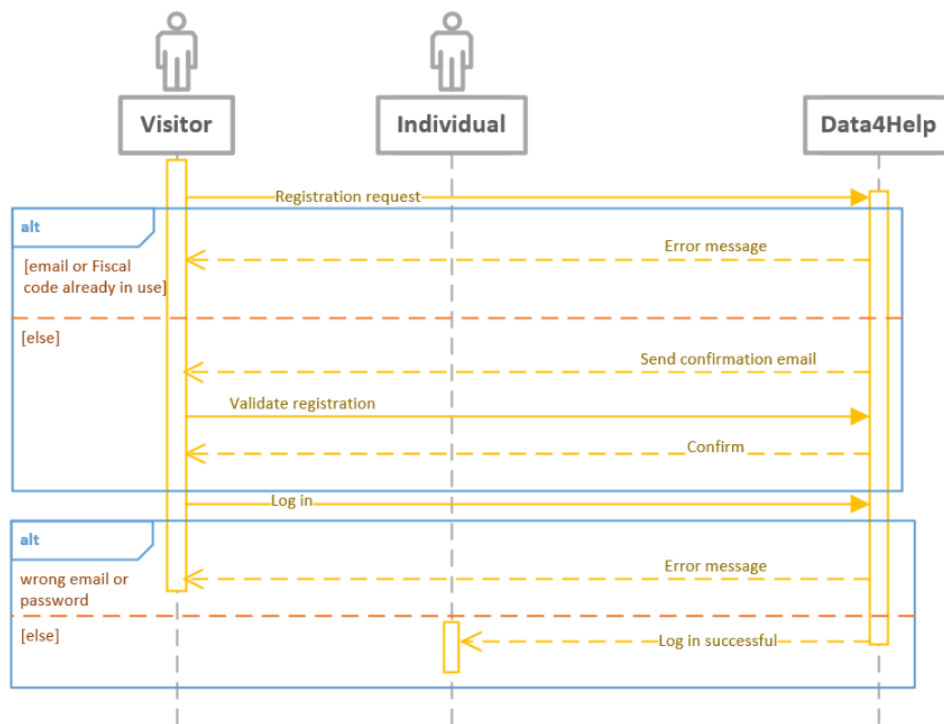 Visitor
Individual
Data4Help
Registration request
alt
Error message
[email or Fiscal
code already in use]
[else]
Send confirmation email
Validate registration
Confirm
Log in
alt
Error message
wrong email or
password
[else]
Log in successful